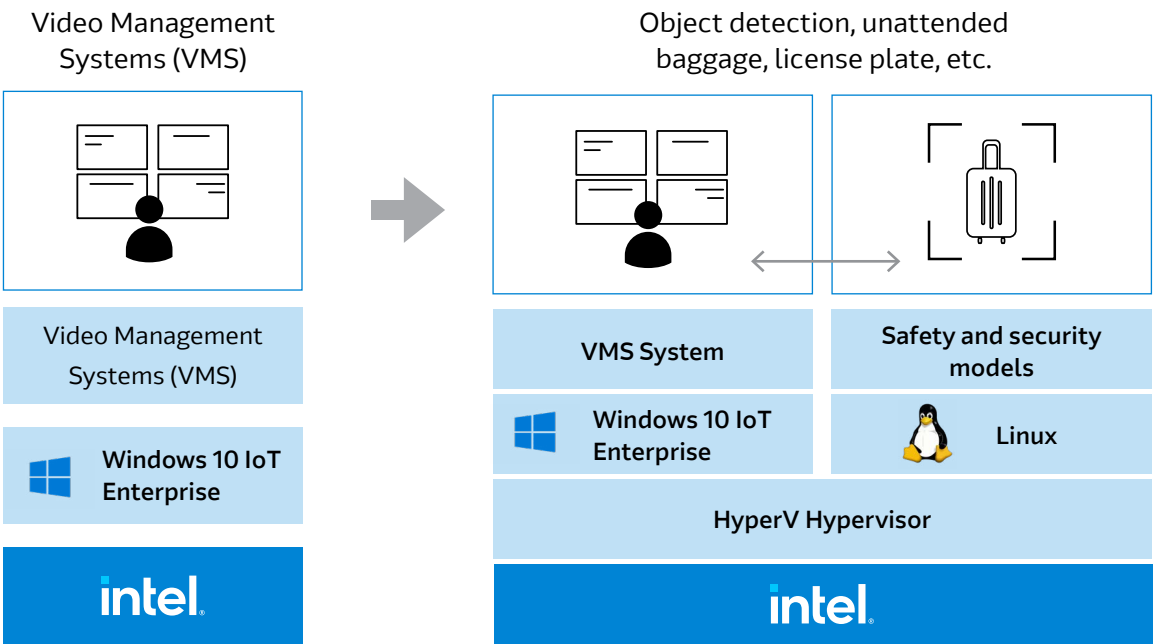 Video Management
Systems (VMS)
Object detection, unattended
baggage, license plate, etc.
Video Management
Systems (VMS)
Windows 10 IoT
Enterprise
intel.
VMS System
Safety and security
models
Windows 10 IoT
Enterprise
Linux
HyperV Hypervisor
intel.